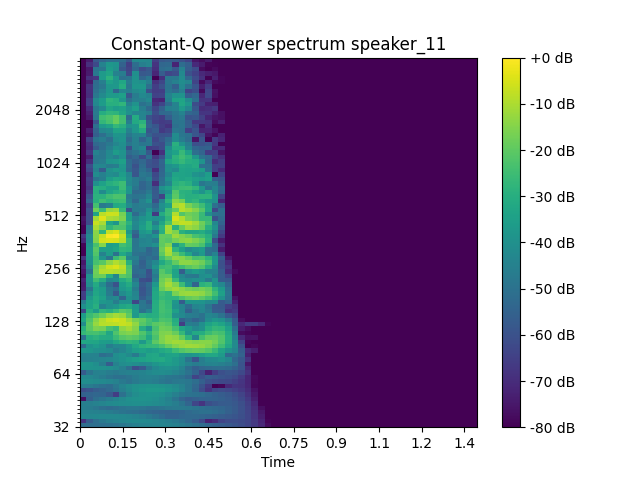 Constant-Q power spectrum speaker_11
Hz
2048
1024
512
256
128
64
32
0 0.15 0.3 0.45 0.6 0.75 0.9 1.1 1.2 1.4
Time
+0 dB
-10 dB
-20 dB
-30 dB
-40 dB
-50 dB
-60 dB
-70 dB
-80 dB